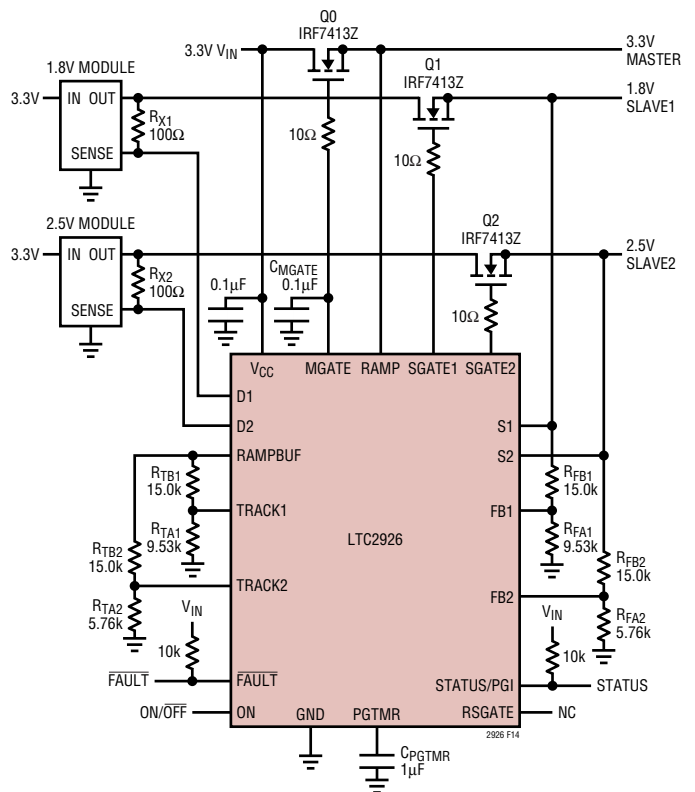 Q0
IRF7413Z
3.3V VIN
3.3V
MASTER
Q1
IRF7413Z
1.8V
SLAVE1
1.8V MODULE
3.3V
IN OUT
SENSE
RX1
100Ω
10Ω
10Ω
Q2
IRF7413Z
2.5V
SLAVE2
2.5V MODULE
3.3V
IN OUT
SENSE
RX2
100Ω
0.1µF
CMGATE
0.1µF
10Ω
VCC
MGATE
RAMP
SGATE1
SGATE2
D1
D2
RAMPBUF
TRACK1
TRACK2
FAULT
ON
GND
PGTMR
S1
S2
FB1
FB2
STATUS/PGI
RSGATE
LTC2926
RTB1
15.0k
RTA1
9.53k
RTB2
15.0k
RTA2
5.76k
VIN
10k
FAULT
ON/OFF
RFB1
15.0k
RFA1
9.53k
RFB2
15.0k
RFA2
5.76k
VIN
10k
STATUS
NC
2926 F14
CPGTMR
1µF